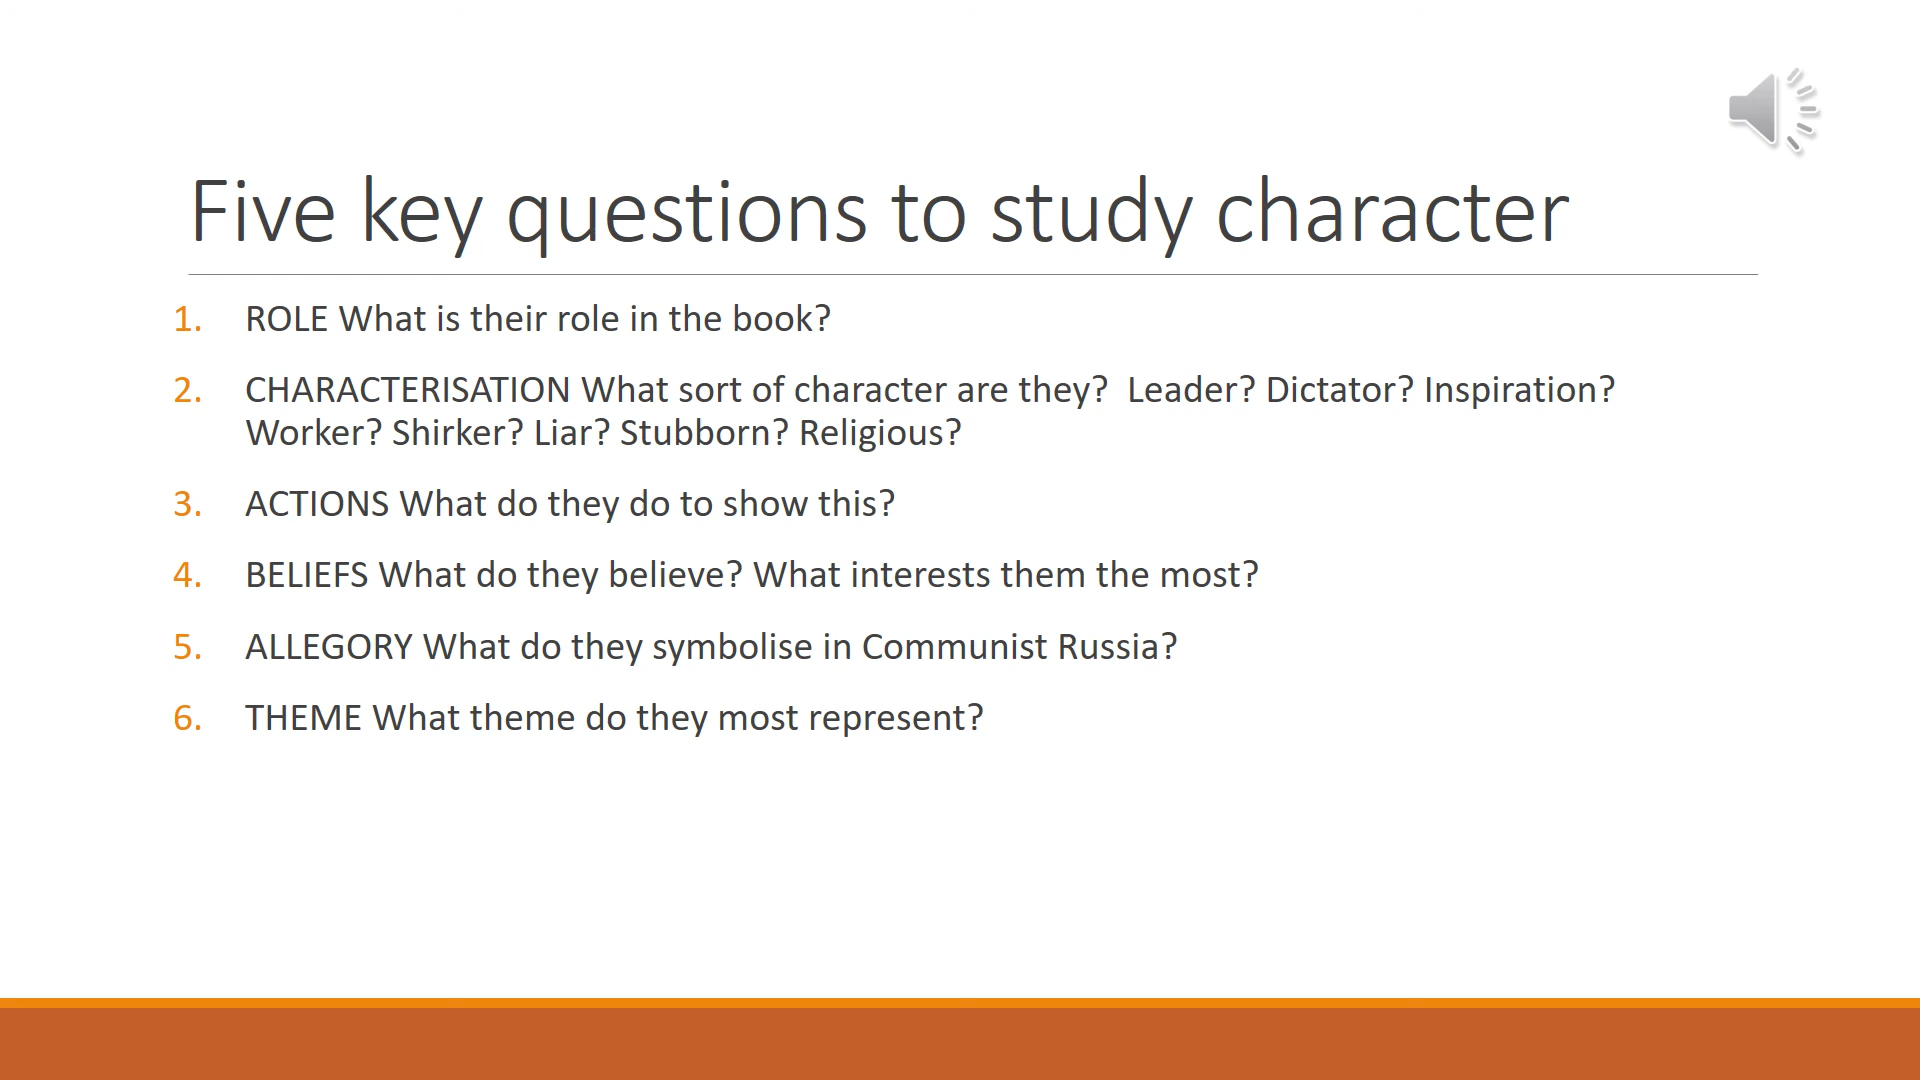 Five key questions to study character
1. ROLE What is their role in the book?
2. CHARACTERISATION What sort of character are they?  Leader? Dictator? Inspiration?
Worker? Shirker? Liar? Stubborn? Religious?
3. ACTIONS What do they do to show this?
4. BELIEFS What do they believe? What interests them the most?
5. ALLEGORY What do they symbolise in Communist Russia?
6. THEME What theme do they most represent?